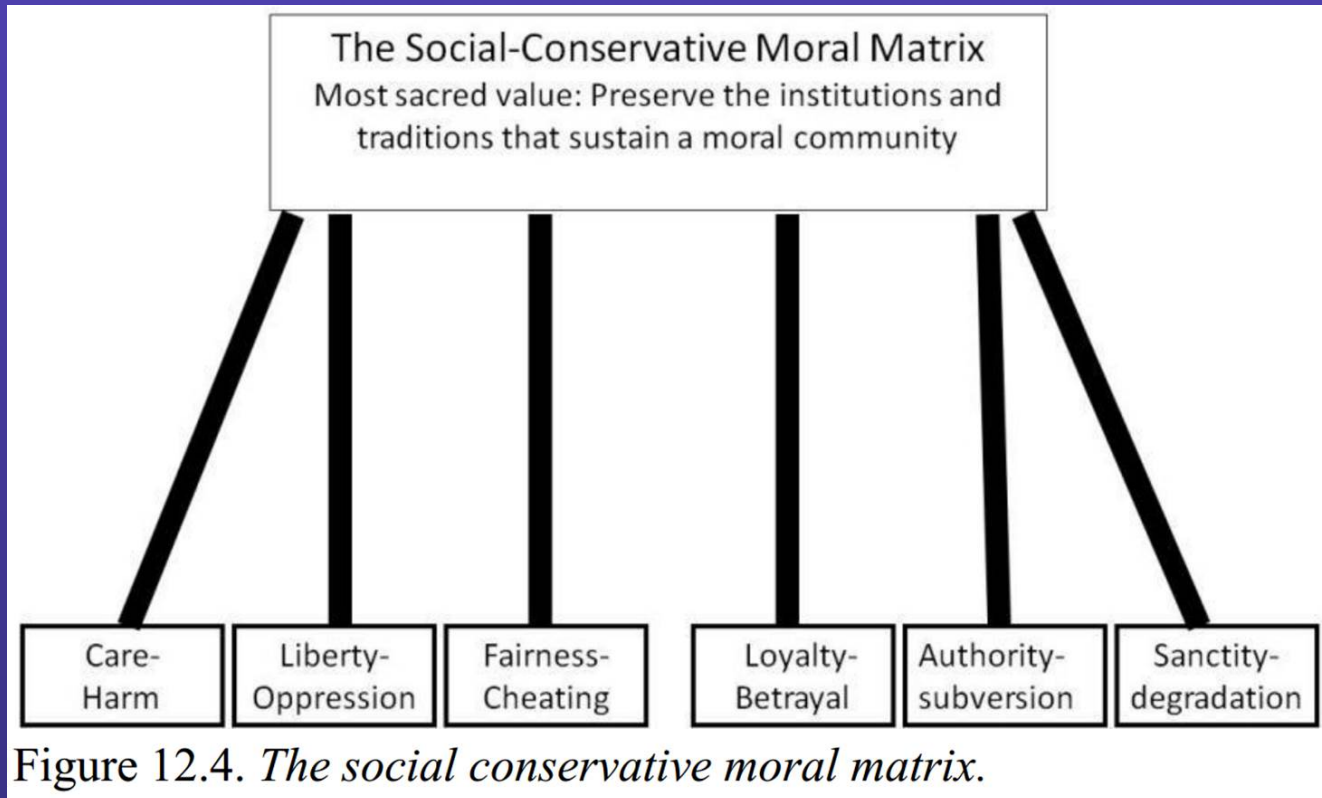 The Social-Conservative Moral Matrix
Most sacred value: Preserve the institutions and
traditions that sustain a moral community
Care-
Harm
Liberty-
Oppression
Fairness-
Cheating
Loyalty-
Betrayal
Authority-
subversion
Sanctity-
degradation
Figure 12.4. The social conservative moral matrix.